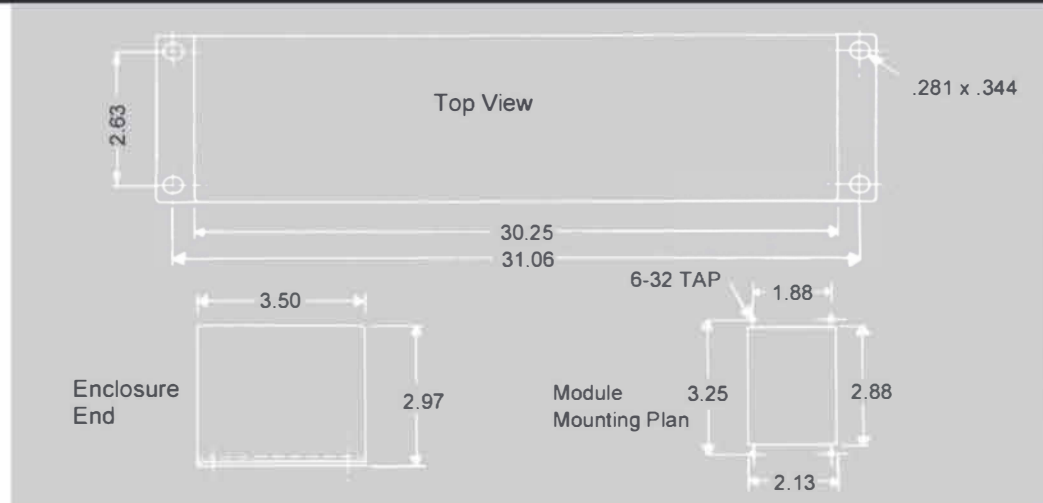 .281 x .344
Top View
2.63
30.25
31.06
6-32 TAP
1.88
3.50
Enclosure
End
2.97
Module
Mounting Plan
3.25
2.88
2.13